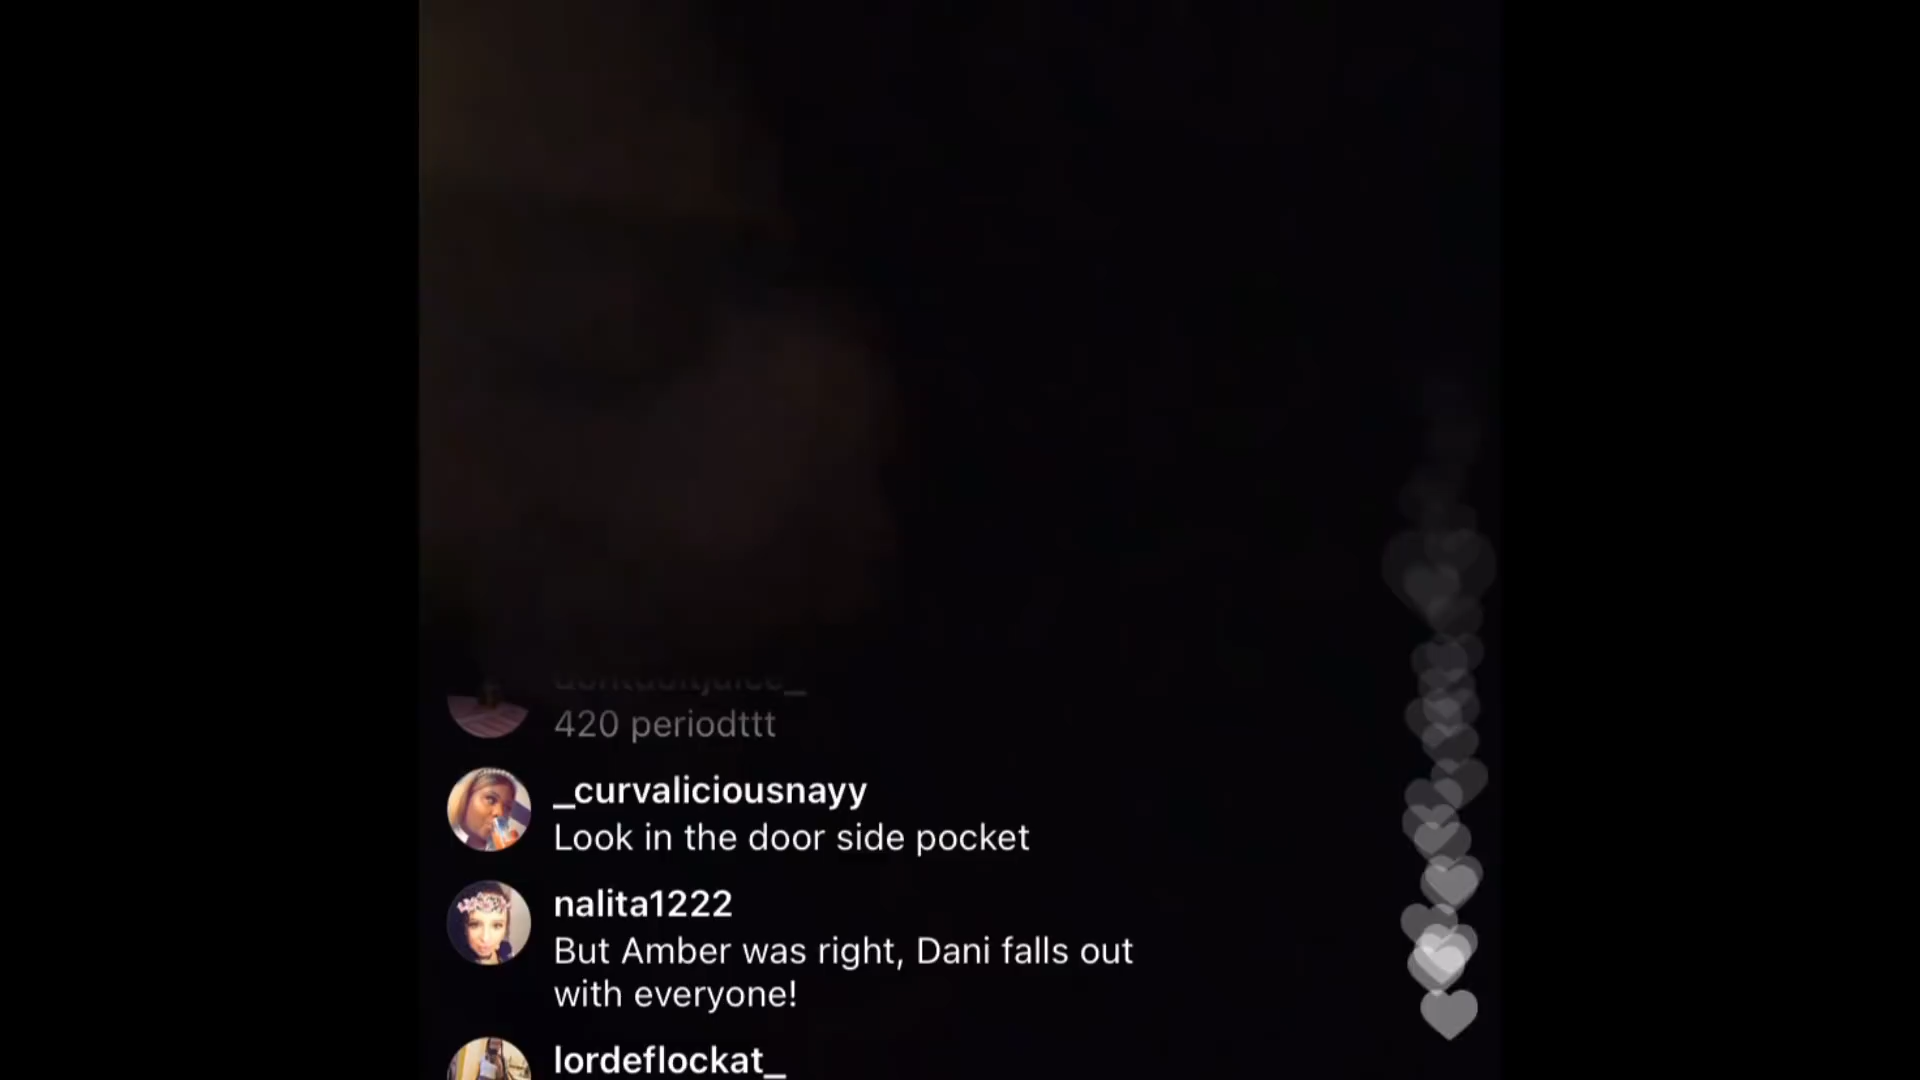 420 periodttt
_curvaliciousnayy
Look in the door side pocket
nalita1222
But Amber was right, Dani falls out
with everyone!
lordeflockat_